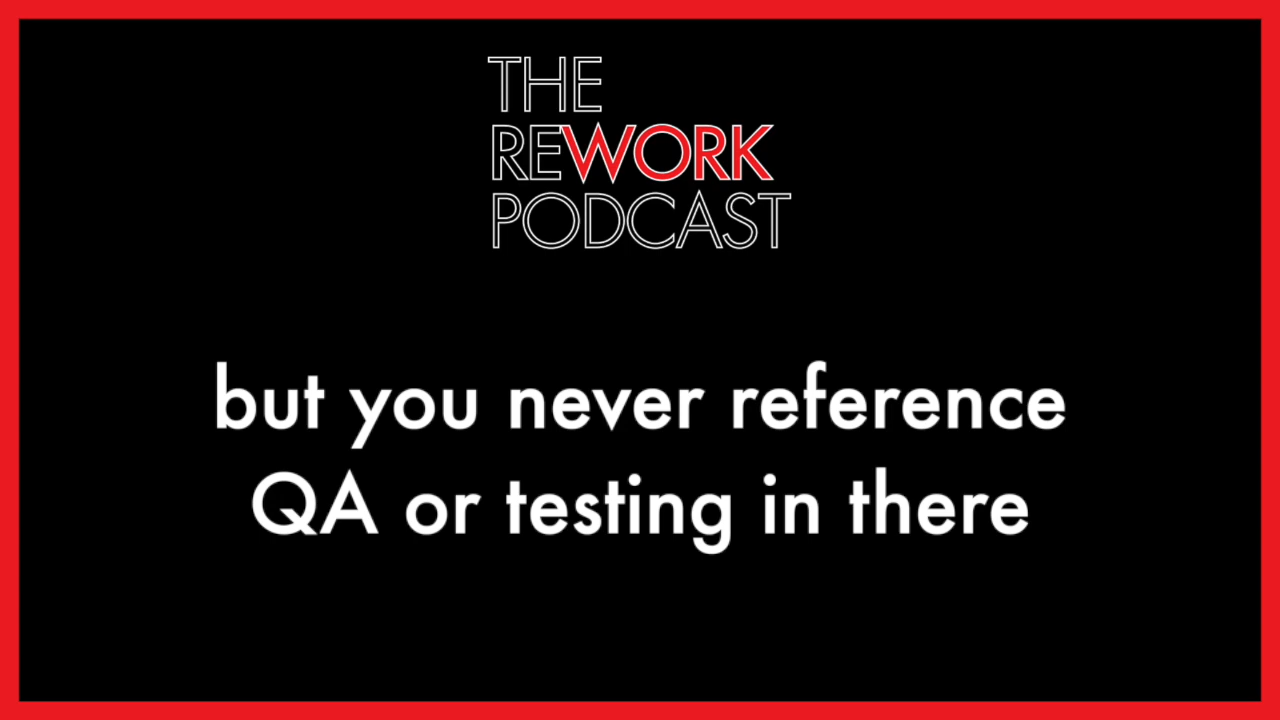 THE
REWORK
PODCAST
but you never reference
QA or testing in there